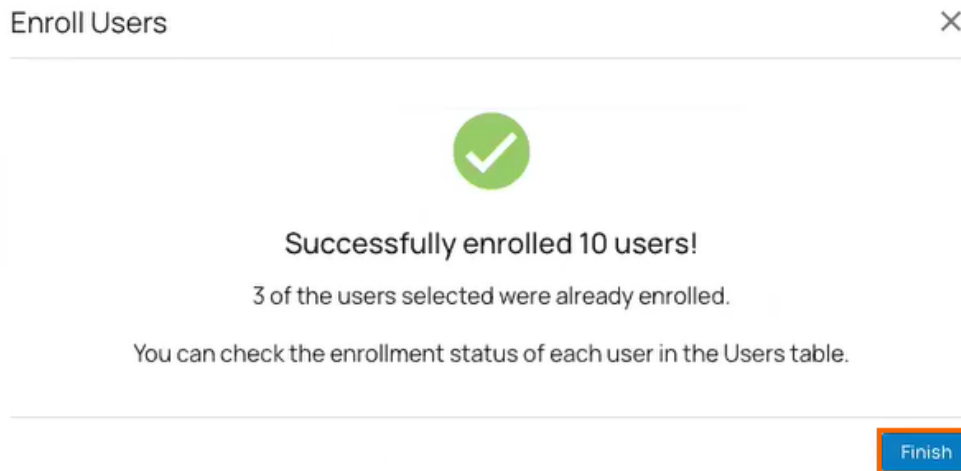 Enroll Users
Successfully enrolled 10 users!
3 of the users selected were already enrolled.
You can check the enrollment status of each user in the Users table.
Finish